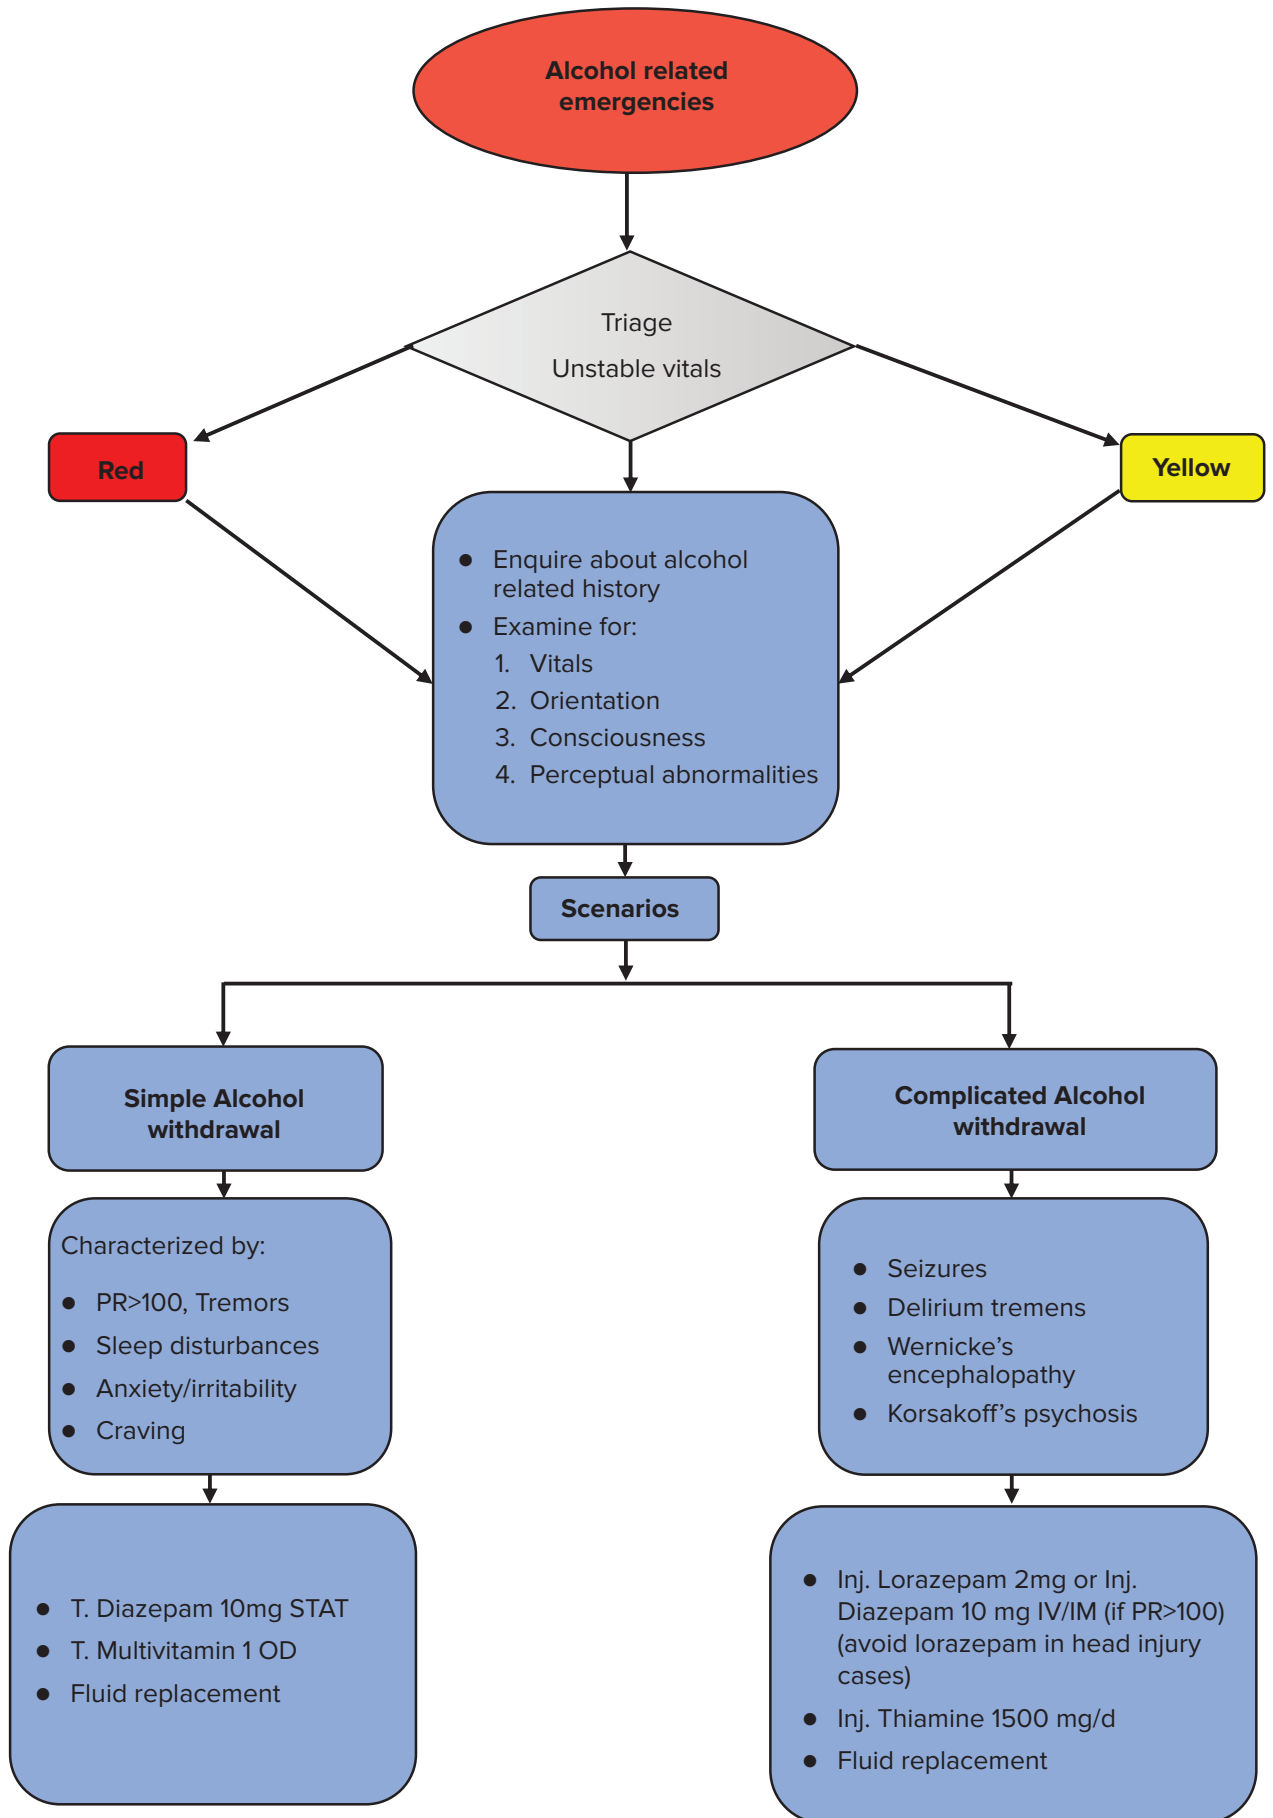 Alcohol related
emergencies
Triage
Unstable vitals
Red
Yellow
● Enquire about alcohol
related history
● Examine for:
1. Vitals
2. Orientation
3. Consciousness
4. Perceptual abnormalities
Scenarios
Simple Alcohol
withdrawal
Complicated Alcohol
withdrawal
Characterized by:
● PR>100, Tremors
● Sleep disturbances
● Anxiety/irritability
● Craving
● Seizures
● Delirium tremens
● Wernicke’s
encephalopathy
● Korsakoff’s psychosis
● T. Diazepam 10mg STAT
● T. Multivitamin 1 OD
● Fluid replacement
● Inj. Lorazepam 2mg or Inj.
Diazepam 10 mg IV/IM (if PR>100)
(avoid lorazepam in head injury
cases)
● Inj. Thiamine 1500 mg/d
● Fluid replacement